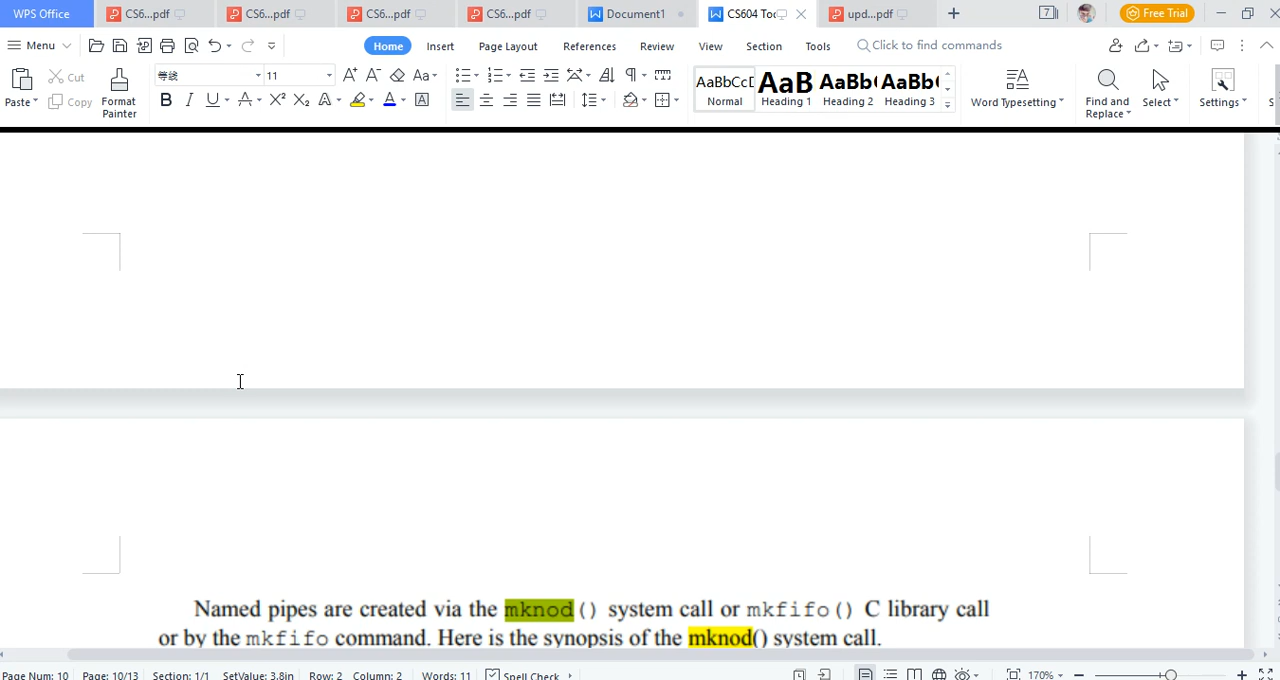 WPS Office CS6...pdf CS6...pdf CS6...pdf CS6...pdf Document1 CS604 Too upd...pdf + 7 Free Trial
Menu Home Insert Page Layout References Review View Section Tools Click to find commands
Paste Cut Copy Format Painter 等线 11 AaBbCcD Normal AaB Heading 1 AaBb( Heading 2 AaBb( Heading 3 Word Typesetting Find and Replace Select Settings S
Named pipes are created via the mknod() system call or mkfifo() C library call
or by the mkfifo command. Here is the synopsis of the mknod() system call.
Page Num: 10 Page: 10/13 Section: 1/1 SetValue: 3.8in Row: 2 Column: 2 Words: 11 Spell Check 170%